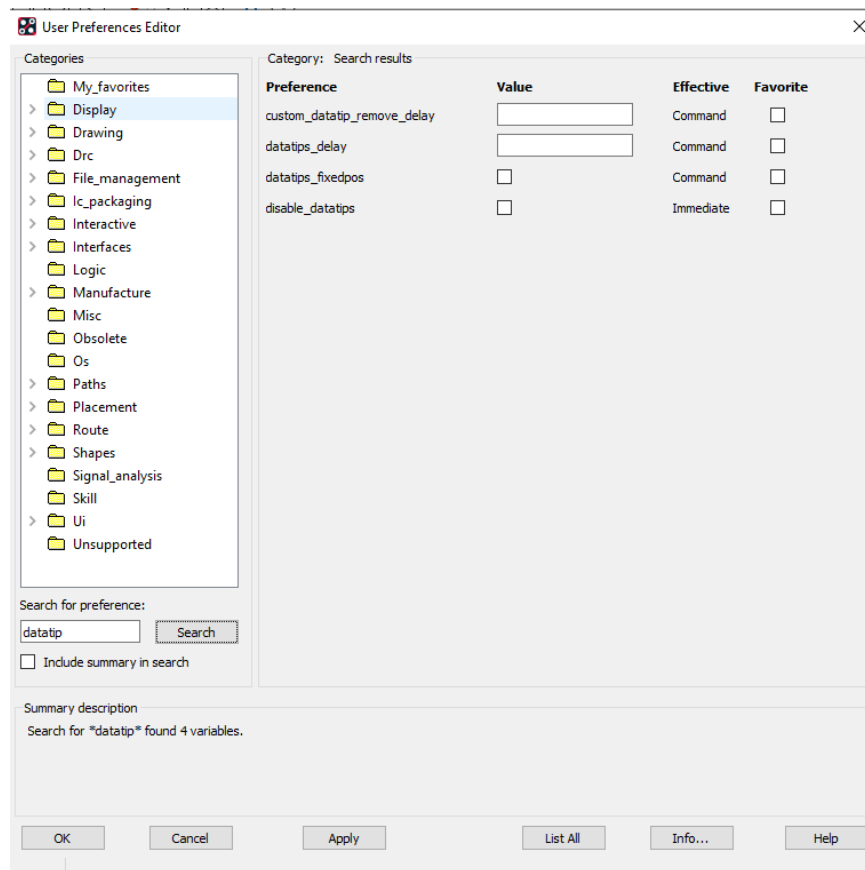 User Preferences Editor
Categories
My_favorites
Display
Drawing
Drc
File_management
Ic_packaging
Interactive
Interfaces
Logic
Manufacture
Misc
Obsolete
Os
Paths
Placement
Route
Shapes
Signal_analysis
Skill
Ui
Unsupported
Search for preference:
datatip Search
Include summary in search
Category: Search results
Preference Value Effective Favorite
custom_datatip_remove_delay Command
datatips_delay Command
datatips_fixedpos Command
disable_datatips Immediate
Summary description
Search for *datatip* found 4 variables.
OK Cancel Apply List All Info... Help